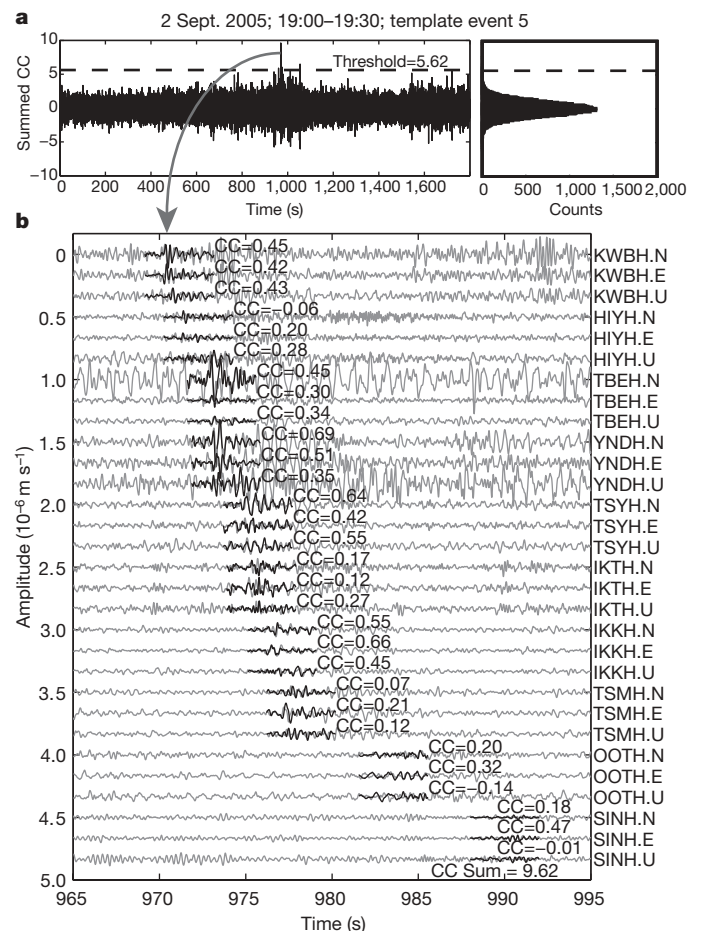 a
2 Sept. 2005; 19:00–19:30; template event 5
Summed CC
10
5
0
−5
−10
Threshold=5.62
0 200 400 600 800 1,000 1,200 1,400 1,600
Time (s)
0 500 1,000 1,500 2,000
Counts
b
Amplitude (10⁻⁶ m s⁻¹)
0
0.5
1.0
1.5
2.0
2.5
3.0
3.5
4.0
4.5
5.0
CC=0.45 KWBH.N
CC=0.42 KWBH.E
CC=0.43 KWBH.U
CC=−0.06 HIYH.N
CC=0.20 HIYH.E
CC=0.28 HIYH.U
CC=0.45 TBEH.N
CC=0.30 TBEH.E
CC=0.34 TBEH.U
CC=0.69 YNDH.N
CC=0.51 YNDH.E
CC=0.35 YNDH.U
CC=0.64 TSYH.N
CC=0.42 TSYH.E
CC=0.55 TSYH.U
CC=0.17 IKTH.N
CC=0.12 IKTH.E
CC=0.27 IKTH.U
CC=0.55 IKKH.N
CC=0.66 IKKH.E
CC=0.45 IKKH.U
CC=0.07 TSMH.N
CC=0.21 TSMH.E
CC=0.12 TSMH.U
CC=0.20 OOTH.N
CC=0.32 OOTH.E
CC=−0.14 OOTH.U
CC=0.18 SINH.N
CC=0.47 SINH.E
CC=−0.01 SINH.U
CC Sum = 9.62
965 970 975 980 985 990 995
Time (s)